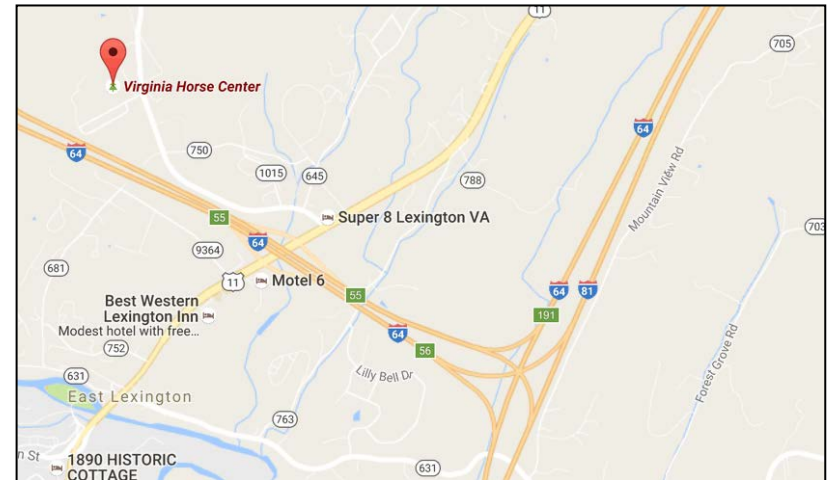 11
705
Virginia Horse Center
64
64
750
1015
645
788
Mountain View Rd
55
Super 8 Lexington VA
703
64
9364
681
11
Motel 6
64
81
Best Western
Lexington Inn
Modest hotel with free...
55
191
64
752
56
Forest Grove Rd
Lilly Bell Dr
631
East Lexington
763
n St
1890 HISTORIC
COTTAGE
631